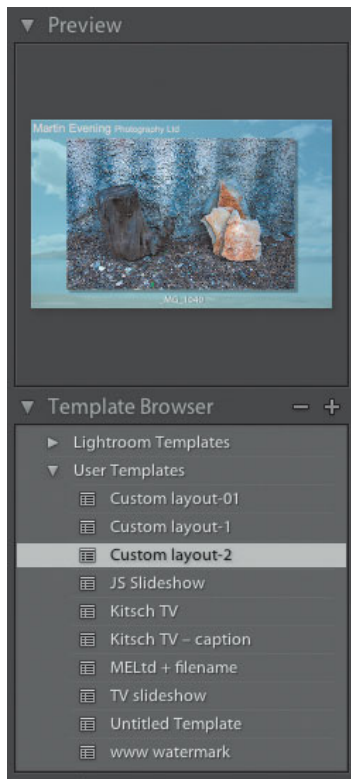 Preview
Martin Evening Photography Ltd
_MG_1049
Template Browser
Lightroom Templates
User Templates
Custom layout-01
Custom layout-1
Custom layout-2
JS Slideshow
Kitsch TV
Kitsch TV – caption
MELtd + filename
TV slideshow
Untitled Template
www watermark